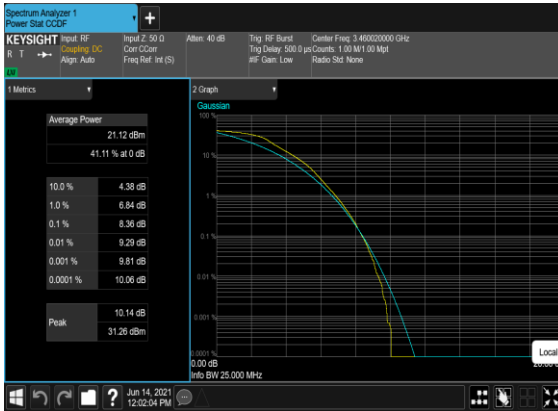 Spectrum Analyzer 1
Power Stat CCDF
KEYSIGHT
R T
LV
Input: RF
Coupling: DC
Align: Auto
Input Z: 50 Ω
Corr CCorr
Freq Ref: Int (S)
Atten: 40 dB
Trig: RF Burst
Trig Delay: 500.0 µs
#IF Gain: Low
Center Freq: 3.460020000 GHz
Counts: 1.00 M/1.00 Mpt
Radio Std: None
1 Metrics
Average Power
21.12 dBm
41.11 % at 0 dB
10.0 % 4.38 dB
1.0 % 6.84 dB
0.1 % 8.36 dB
0.01 % 9.29 dB
0.001 % 9.81 dB
0.0001 % 10.06 dB
Peak
10.14 dB
31.26 dBm
2 Graph
Gaussian
100 %
10 %
1 %
0.1 %
0.01 %
0.001 %
0.0001 %
0.00 dB
Info BW 25.000 MHz
Local
Jun 14, 2021
12:02:04 PM